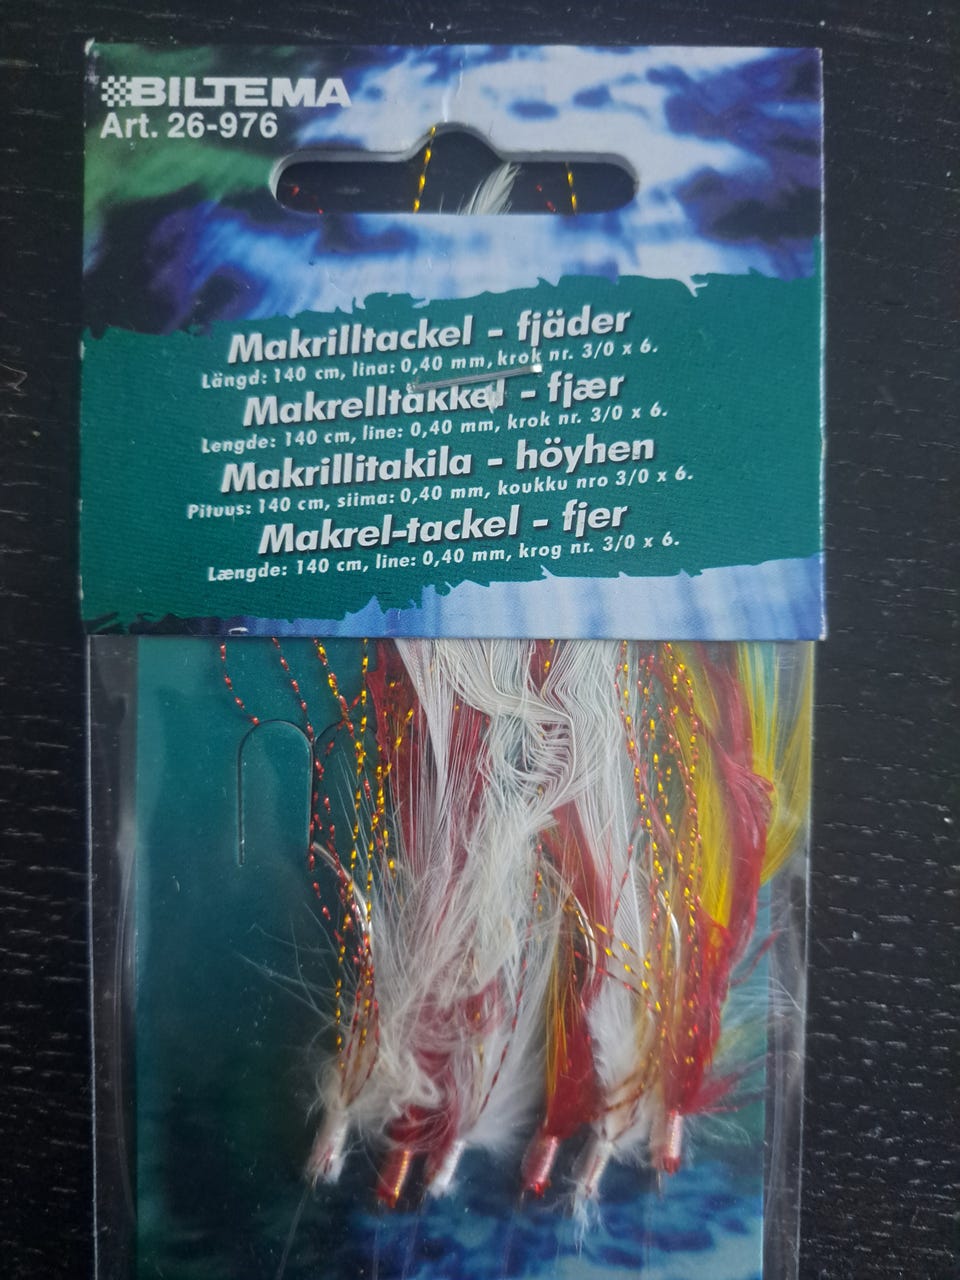 BILTEMA
Art. 26-976
Makrilltackel - fjäder
Längd: 140 cm, lina: 0,40 mm, krok nr. 3/0 x 6.
Makrelltakkel - fjær
Lengde: 140 cm, line: 0,40 mm, krok nr. 3/0 x 6.
Makrillitakila - höyhen
Pituus: 140 cm, siima: 0,40 mm, koukku nro 3/0 x 6.
Makrel-tackel - fjer
Længde: 140 cm, line: 0,40 mm, krog nr. 3/0 x 6.